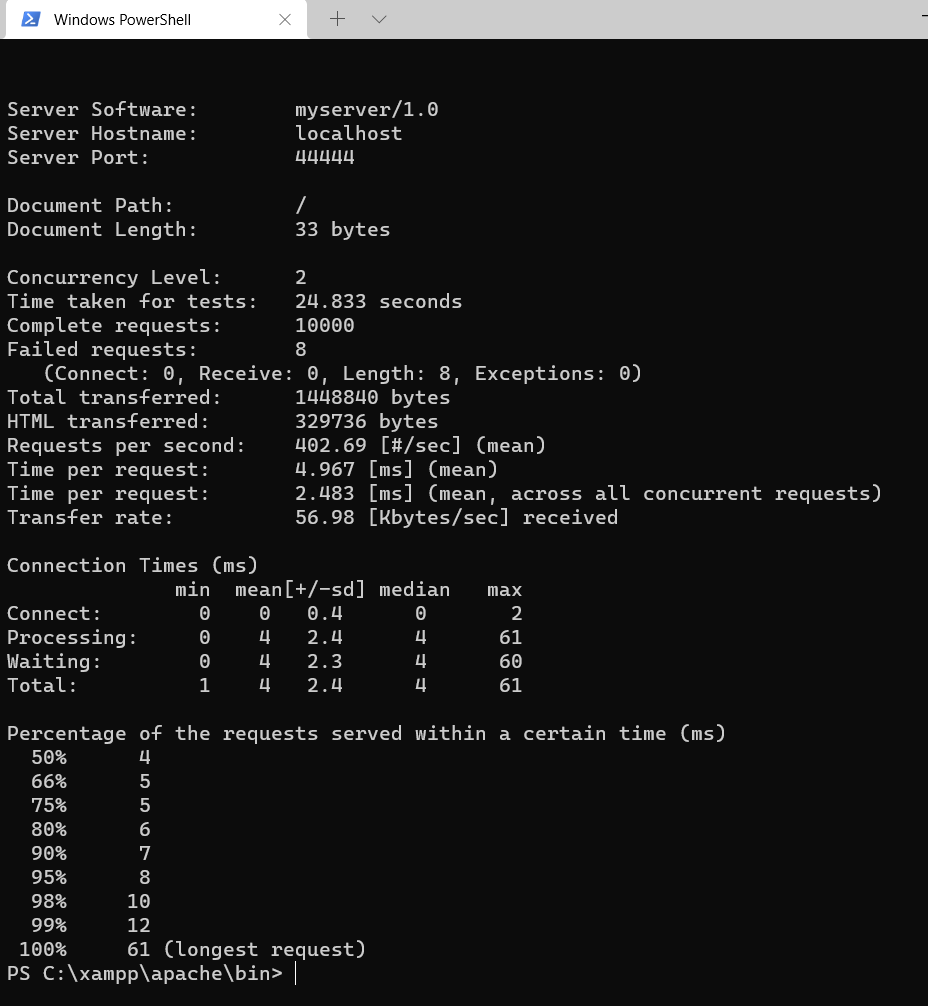 Windows PowerShell
Server Software:        myserver/1.0
Server Hostname:        localhost
Server Port:            44444
Document Path:          /
Document Length:        33 bytes
Concurrency Level:      2
Time taken for tests:   24.833 seconds
Complete requests:      10000
Failed requests:        8
   (Connect: 0, Receive: 0, Length: 8, Exceptions: 0)
Total transferred:      1448840 bytes
HTML transferred:       329736 bytes
Requests per second:    402.69 [#/sec] (mean)
Time per request:       4.967 [ms] (mean)
Time per request:       2.483 [ms] (mean, across all concurrent requests)
Transfer rate:          56.98 [Kbytes/sec] received
Connection Times (ms)
              min  mean[+/-sd] median   max
Connect:        0    0   0.4      0       2
Processing:     0    4   2.4      4      61
Waiting:        0    4   2.3      4      60
Total:          1    4   2.4      4      61
Percentage of the requests served within a certain time (ms)
  50%      4
  66%      5
  75%      5
  80%      6
  90%      7
  95%      8
  98%     10
  99%     12
 100%     61 (longest request)
PS C:\xampp\apache\bin>